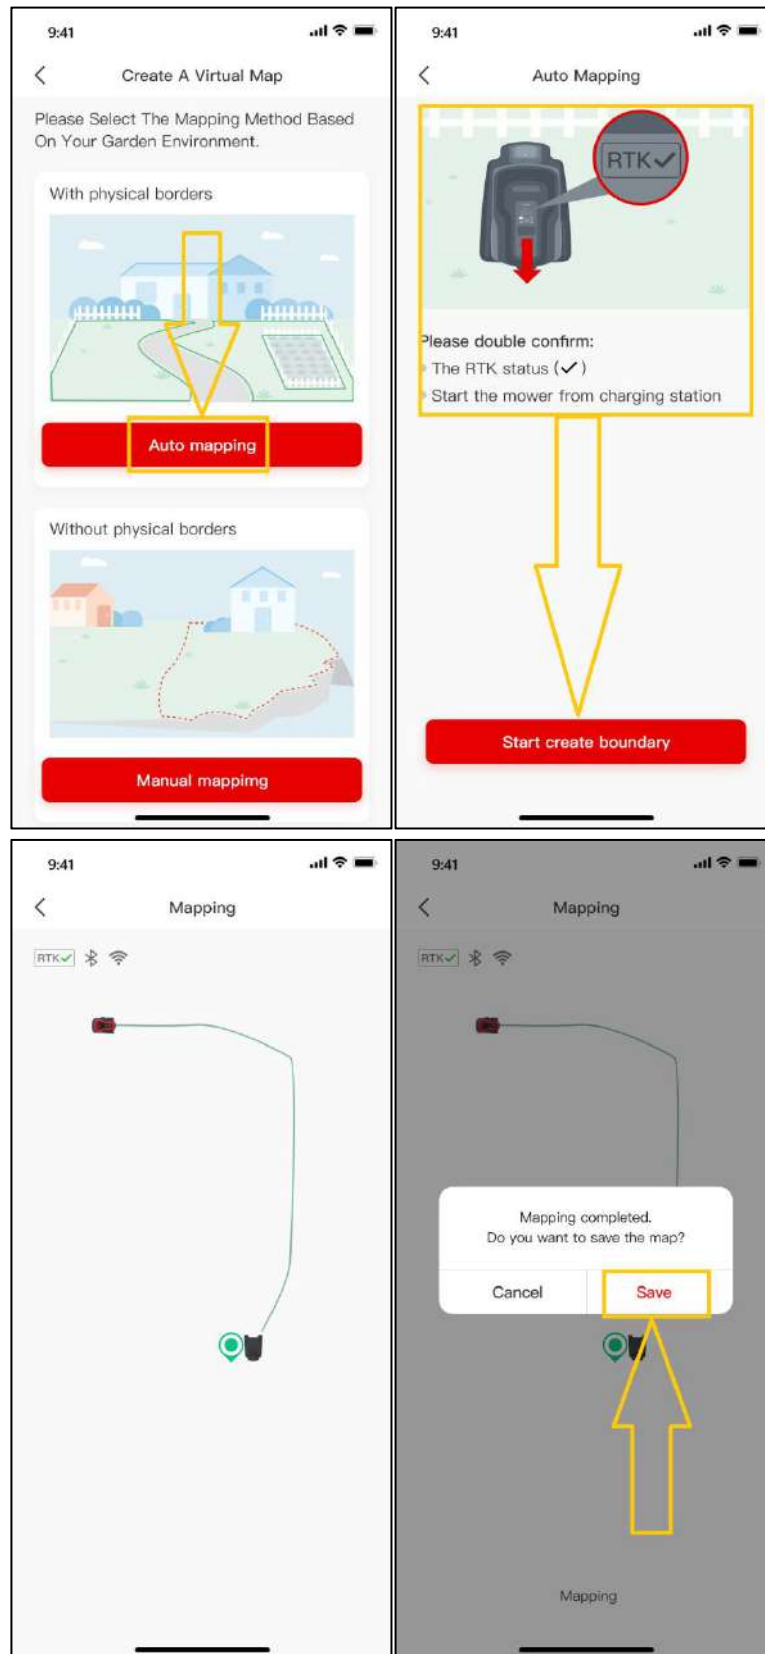 9:41
Create A Virtual Map
Please Select The Mapping Method Based
On Your Garden Environment.
With physical borders
Auto mapping
Without physical borders
Manual mappimg
9:41
Auto Mapping
RTK✓
Please double confirm:
The RTK status (✓)
Start the mower from charging station
Start create boundary
9:41
Mapping
RTK✓
9:41
Mapping
RTK✓
Mapping completed.
Do you want to save the map?
Cancel
Save
Mapping